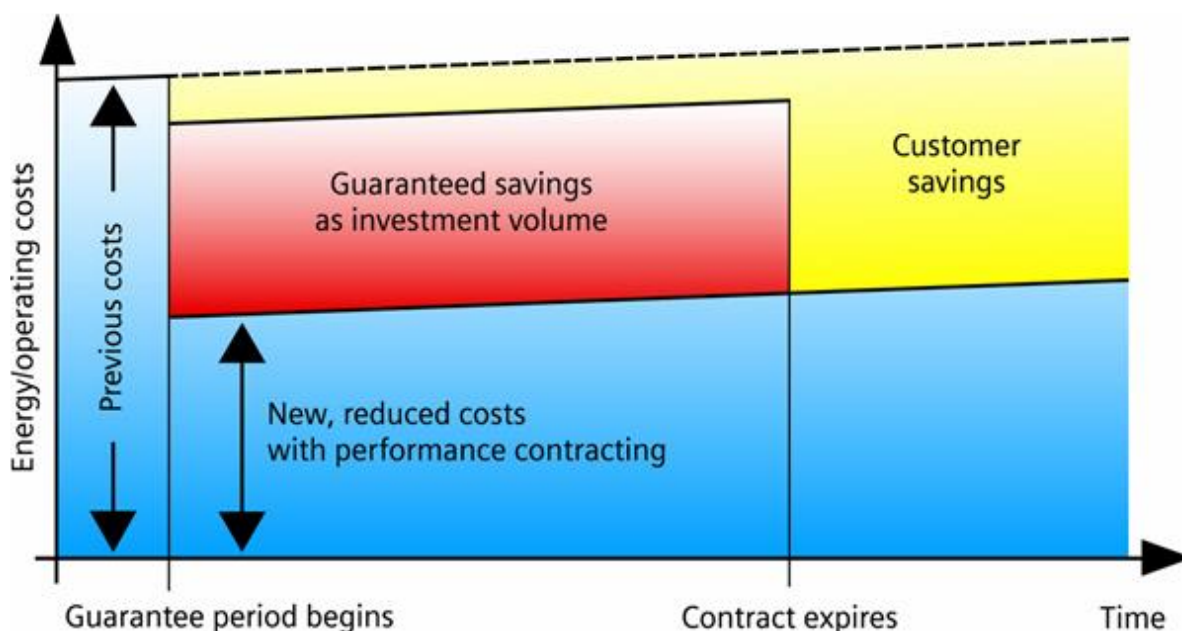 Energy/operating costs
Previous costs
Guaranteed savings
as investment volume
Customer
savings
New, reduced costs
with performance contracting
Guarantee period begins
Contract expires
Time